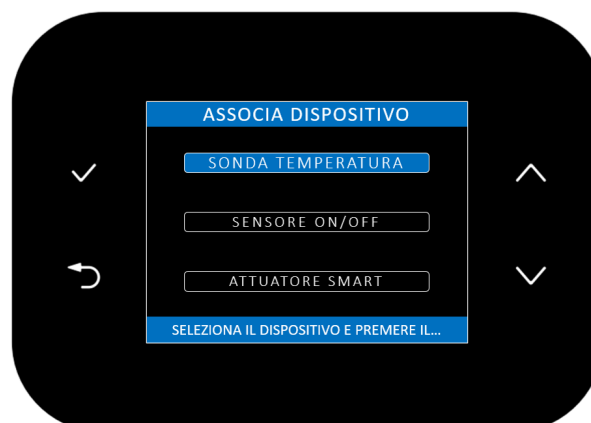 ASSOCIA DISPOSITIVO
SONDA TEMPERATURA
SENSORE ON/OFF
ATTUATORE SMART
SELEZIONA IL DISPOSITIVO E PREMERE IL...